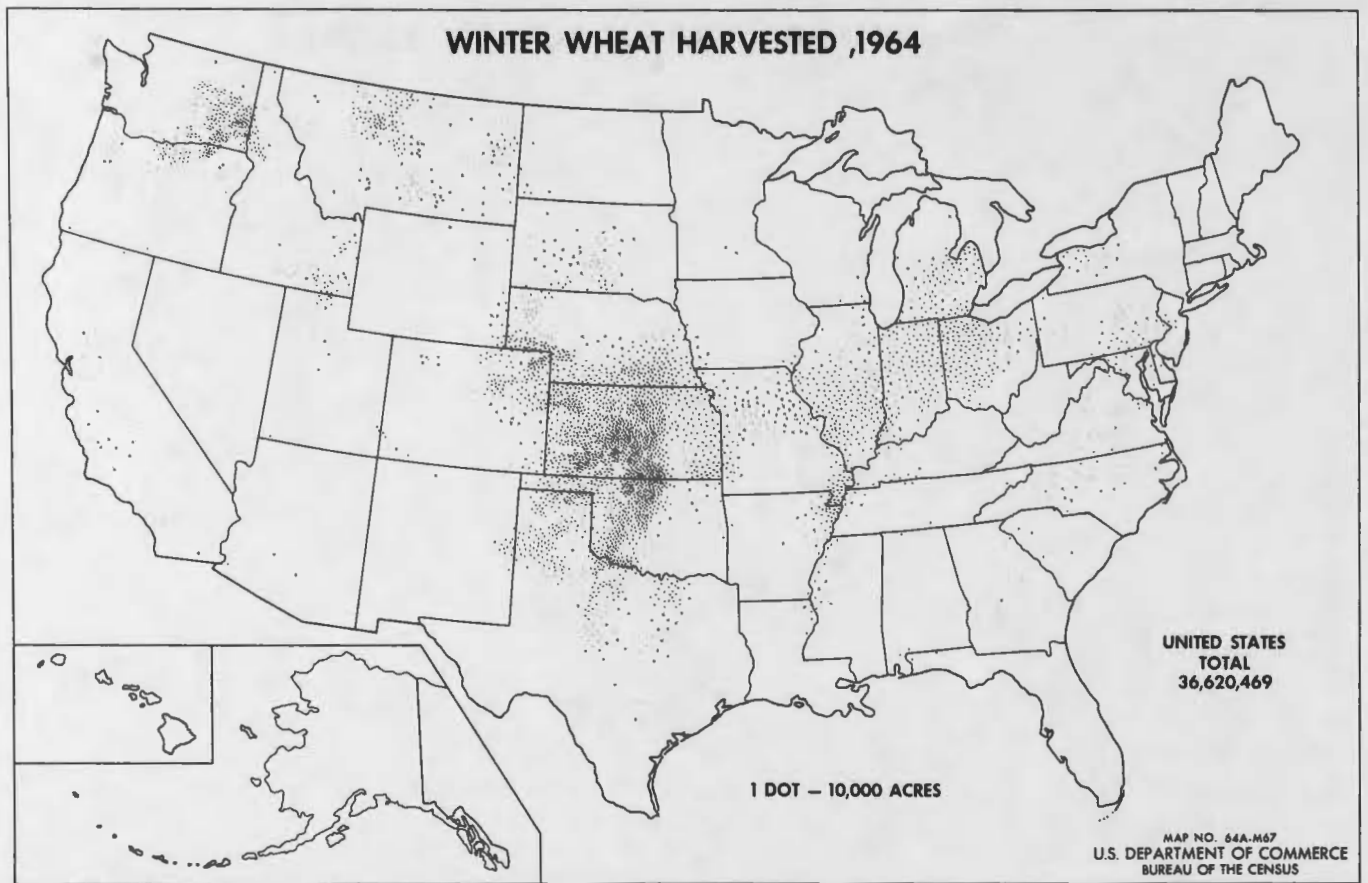 WINTER WHEAT HARVESTED ,1964
UNITED STATES
TOTAL
36,620,469
1 DOT – 10,000 ACRES
MAP NO. 64A-M67
U.S. DEPARTMENT OF COMMERCE
BUREAU OF THE CENSUS